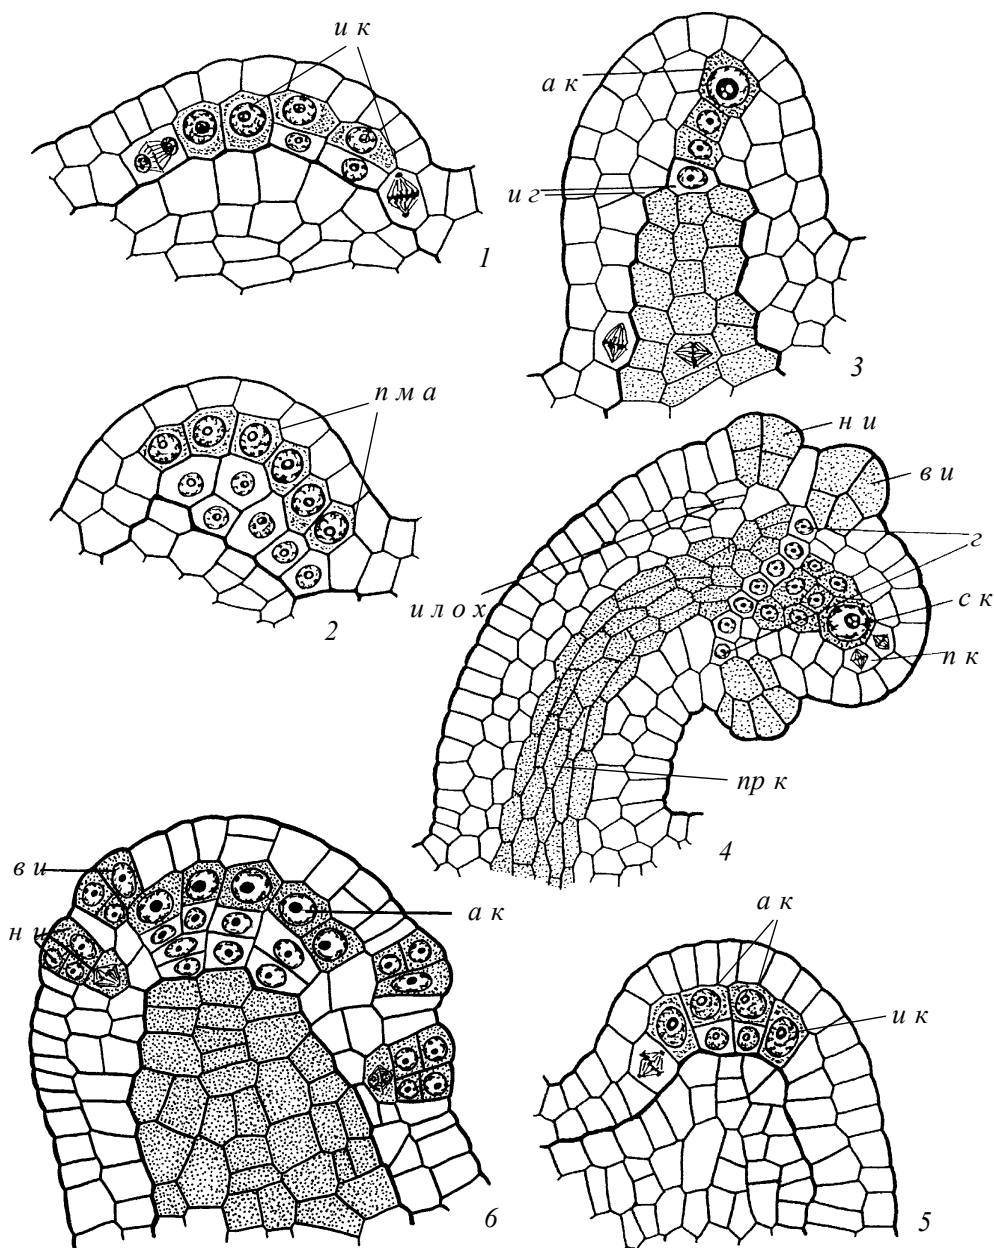 и к
1
а к
и г
3
п м а
2
н и
в и
г
с к
п к
и л о х
пр к
4
в и
н и
а к
6
а к
и к
5